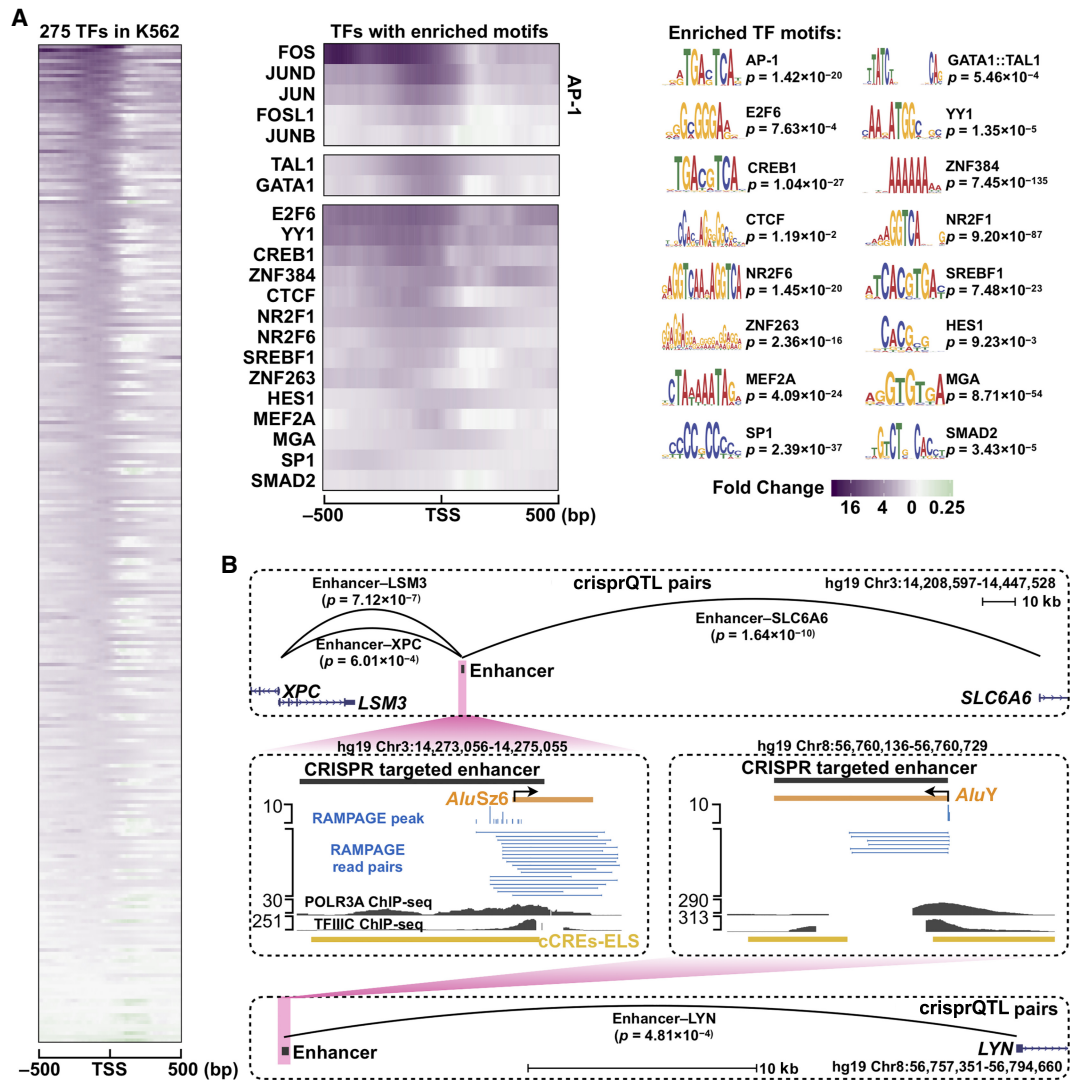 A
275 TFs in K562
−500
TSS
500 (bp)
TFs with enriched motifs
FOS
JUND
JUN
FOSL1
JUNB
AP-1
TAL1
GATA1
E2F6
YY1
CREB1
ZNF384
CTCF
NR2F1
NR2F6
SREBF1
ZNF263
HES1
MEF2A
MGA
SP1
SMAD2
−500
TSS
500 (bp)
Enriched TF motifs:
AP-1
p = 1.42×10⁻²⁰
GATA1::TAL1
p = 5.46×10⁻⁴
E2F6
p = 7.63×10⁻⁴
YY1
p = 1.35×10⁻⁵
CREB1
p = 1.04×10⁻²⁷
ZNF384
p = 7.45×10⁻¹³⁵
CTCF
p = 1.19×10⁻²
NR2F1
p = 9.20×10⁻⁸⁷
NR2F6
p = 1.45×10⁻²⁰
SREBF1
p = 7.48×10⁻²³
ZNF263
p = 2.36×10⁻¹⁶
HES1
p = 9.23×10⁻³
MEF2A
p = 4.09×10⁻²⁴
MGA
p = 8.71×10⁻⁵⁴
SP1
p = 2.39×10⁻³⁷
SMAD2
p = 3.43×10⁻⁵
Fold Change
16 4 0 0.25
B
Enhancer–LSM3
(p = 7.12×10⁻⁷)
crisprQTL pairs
hg19 Chr3:14,208,597-14,447,528
10 kb
Enhancer–XPC
(p = 6.01×10⁻⁴)
Enhancer–SLC6A6
(p = 1.64×10⁻¹⁰)
Enhancer
XPC
LSM3
SLC6A6
hg19 Chr3:14,273,056-14,275,055
CRISPR targeted enhancer
AluSz6
10
RAMPAGE peak
RAMPAGE
read pairs
30
POLR3A ChIP-seq
251
TFIIIC ChIP-seq
cCREs-ELS
hg19 Chr8:56,760,136-56,760,729
CRISPR targeted enhancer
AluY
10
290
313
crisprQTL pairs
Enhancer–LYN
(p = 4.81×10⁻⁴)
Enhancer
LYN
10 kb
hg19 Chr8:56,757,351-56,794,660